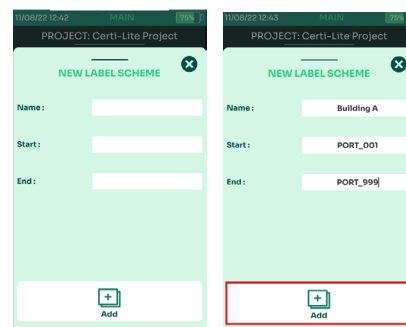 11/08/22 12:42 MAIN 75%
PROJECT: Certi-Lite Project
NEW LABEL SCHEME
Name :
Start :
End :
Add
11/08/22 12:43 MAIN 75%
PROJECT: Certi-Lite Project
NEW LABEL SCHEME
Name : Building A
Start : PORT_001
End : PORT_999
Add